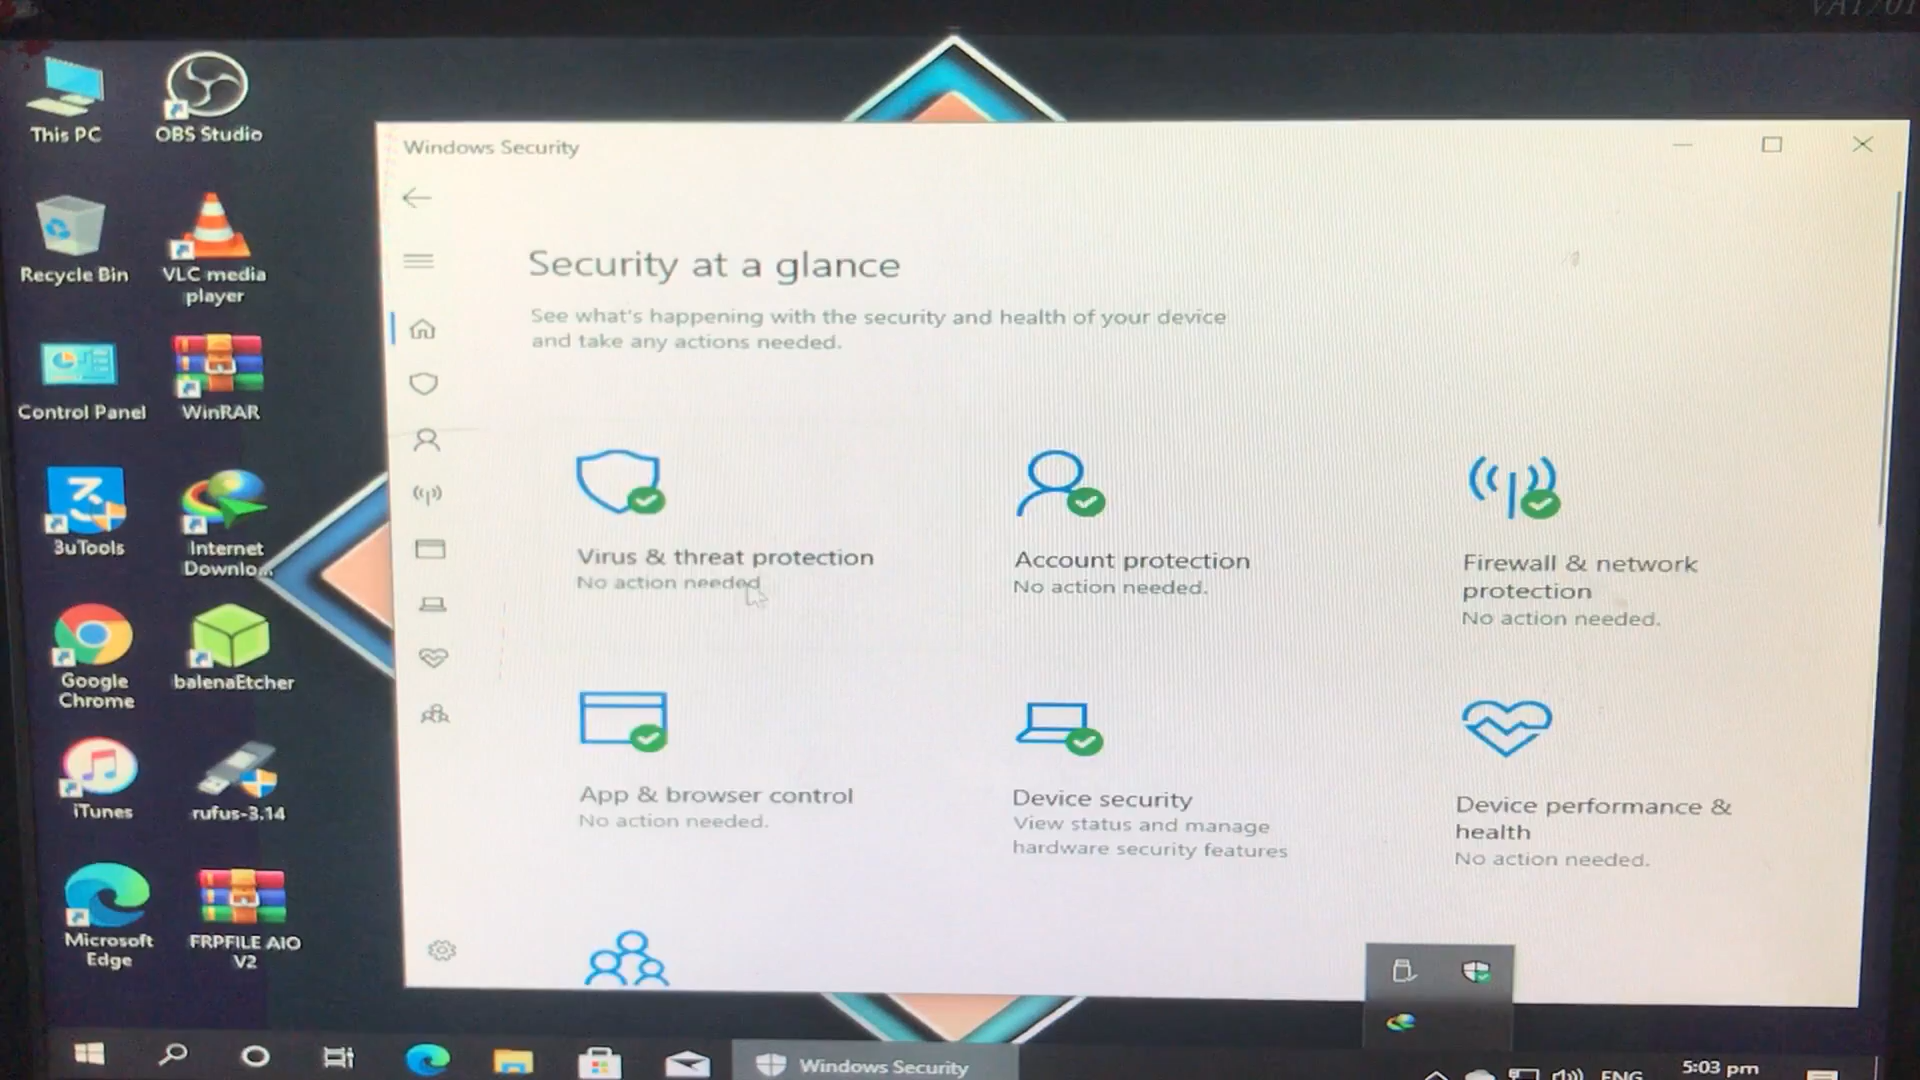 This PC
OBS Studio
Recycle Bin
VLC media
player
Control Panel
WinRAR
3uTools
Internet
Downlo...
Google
Chrome
balenaEtcher
iTunes
rufus-3.14
Microsoft
Edge
FRPFILE AIO
V2
Windows Security
Security at a glance
See what's happening with the security and health of your device
and take any actions needed.
Virus & threat protection
No action needed
Account protection
No action needed.
Firewall & network
protection
No action needed.
App & browser control
No action needed.
Device security
View status and manage
hardware security features
Device performance &
health
No action needed.
Windows Security
ENG
5:03 pm